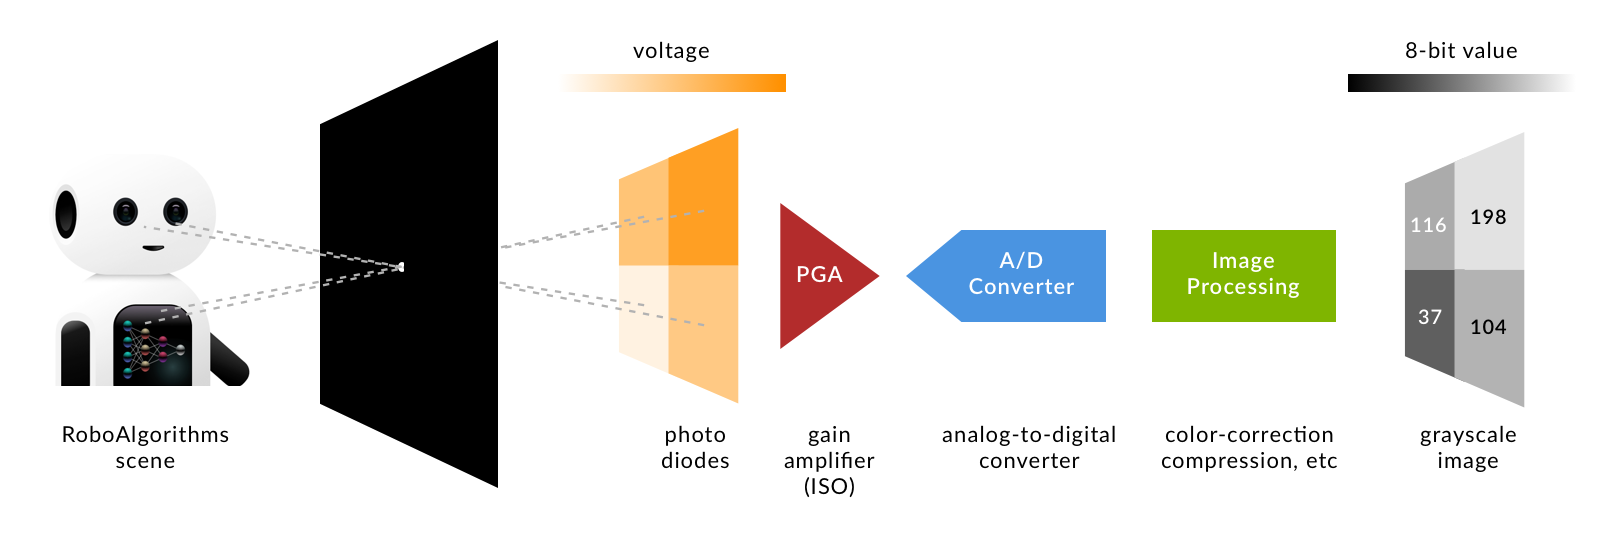 voltage
8-bit value
PGA
A/D
Converter
Image
Processing
116
198
37
104
RoboAlgorithms
scene
photo
diodes
gain
amplifier
(ISO)
analog-to-digital
converter
color-correction
compression, etc
grayscale
image